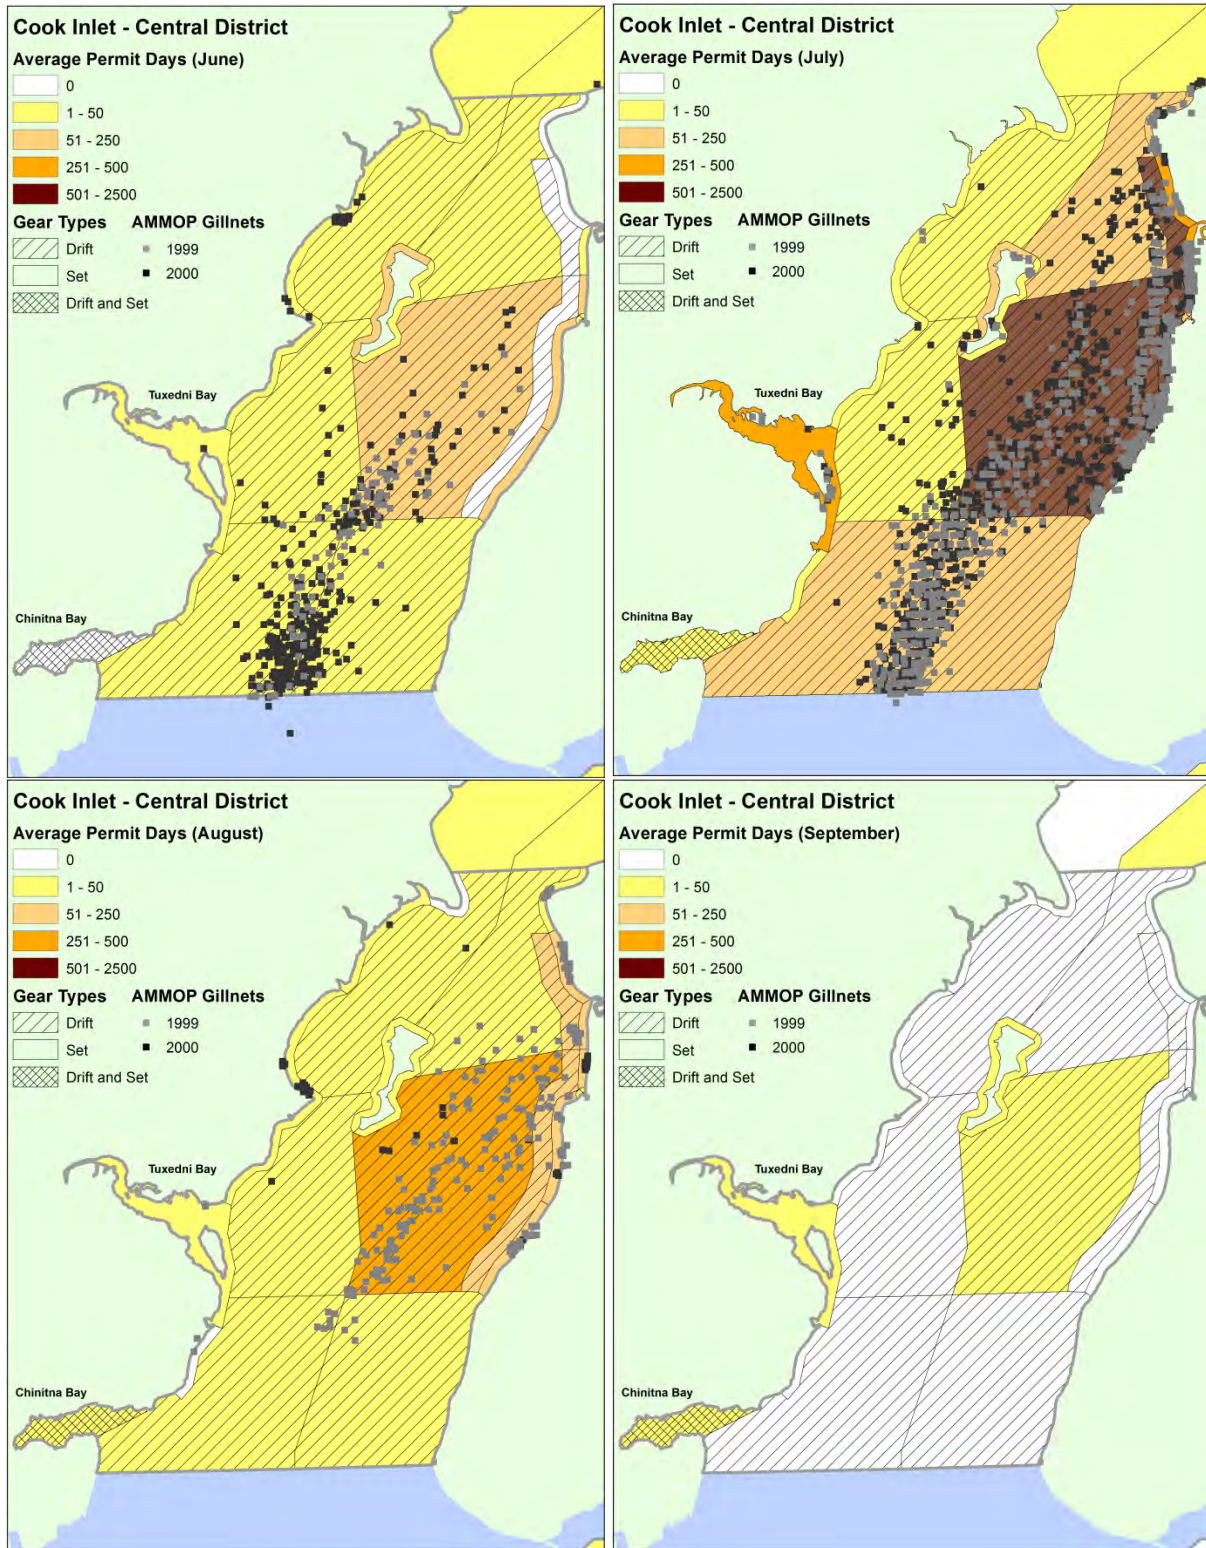 Cook Inlet - Central District
Average Permit Days (June)
0
1 - 50
51 - 250
251 - 500
501 - 2500
Gear Types AMMOP Gillnets
Drift 1999
Set 2000
Drift and Set
Tuxedni Bay
Chinitna Bay
Cook Inlet - Central District
Average Permit Days (July)
0
1 - 50
51 - 250
251 - 500
501 - 2500
Gear Types AMMOP Gillnets
Drift 1999
Set 2000
Drift and Set
Tuxedni Bay
Chinitna Bay
Cook Inlet - Central District
Average Permit Days (August)
0
1 - 50
51 - 250
251 - 500
501 - 2500
Gear Types AMMOP Gillnets
Drift 1999
Set 2000
Drift and Set
Tuxedni Bay
Chinitna Bay
Cook Inlet - Central District
Average Permit Days (September)
0
1 - 50
51 - 250
251 - 500
501 - 2500
Gear Types AMMOP Gillnets
Drift 1999
Set 2000
Drift and Set
Tuxedni Bay
Chinitna Bay